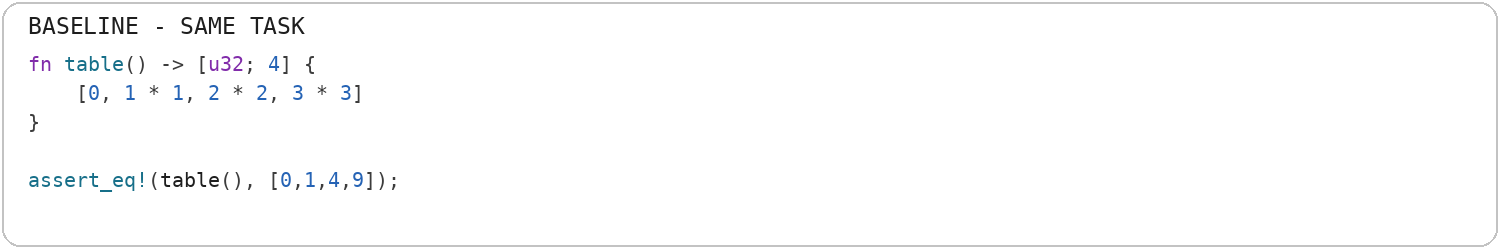 BASELINE - SAME TASK
fn table() -> [u32; 4] {
    [0, 1 * 1, 2 * 2, 3 * 3]
}
assert_eq!(table(), [0,1,4,9]);